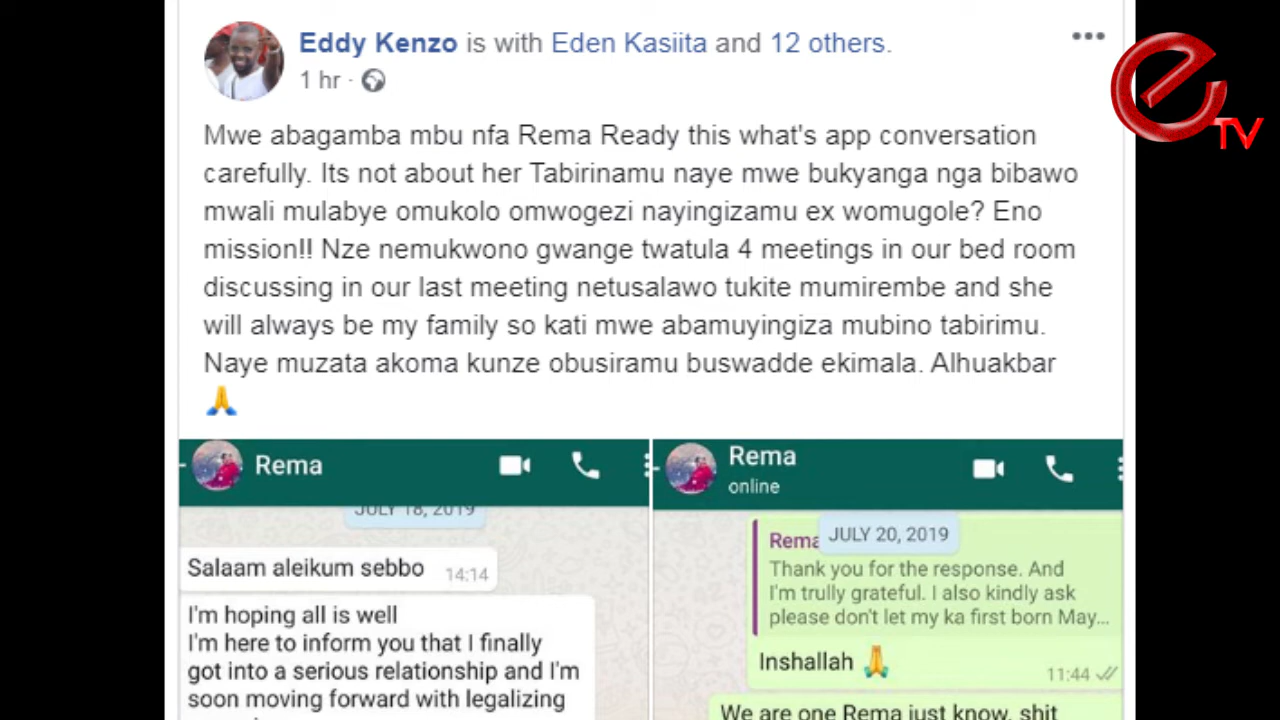 Eddy Kenzo is with Eden Kasiita and 12 others.
1 hr ·
Mwe abagamba mbu nfa Rema Ready this what's app conversation
carefully. Its not about her Tabirinamu naye mwe bukyanga nga bibawo
mwali mulabye omukolo omwogezi nayingizamu ex womugole? Eno
mission!! Nze nemukwono gwange twatula 4 meetings in our bed room
discussing in our last meeting netusalawo tukite mumirembe and she
will always be my family so kati mwe abamuyingiza mubino tabirimu.
Naye muzata akoma kunze obusiramu buswadde ekimala. Alhuakbar
🙏
e TV
Rema
JULY 18, 2019
Salaam aleikum sebbo 14:14
I'm hoping all is well
I'm here to inform you that I finally
got into a serious relationship and I'm
soon moving forward with legalizing
Rema
online
JULY 20, 2019
Rema
Thank you for the response. And
I'm trully grateful. I also kindly ask
please don't let my ka first born May...
Inshallah 🙏 11:44
We are one Rema just know, shit